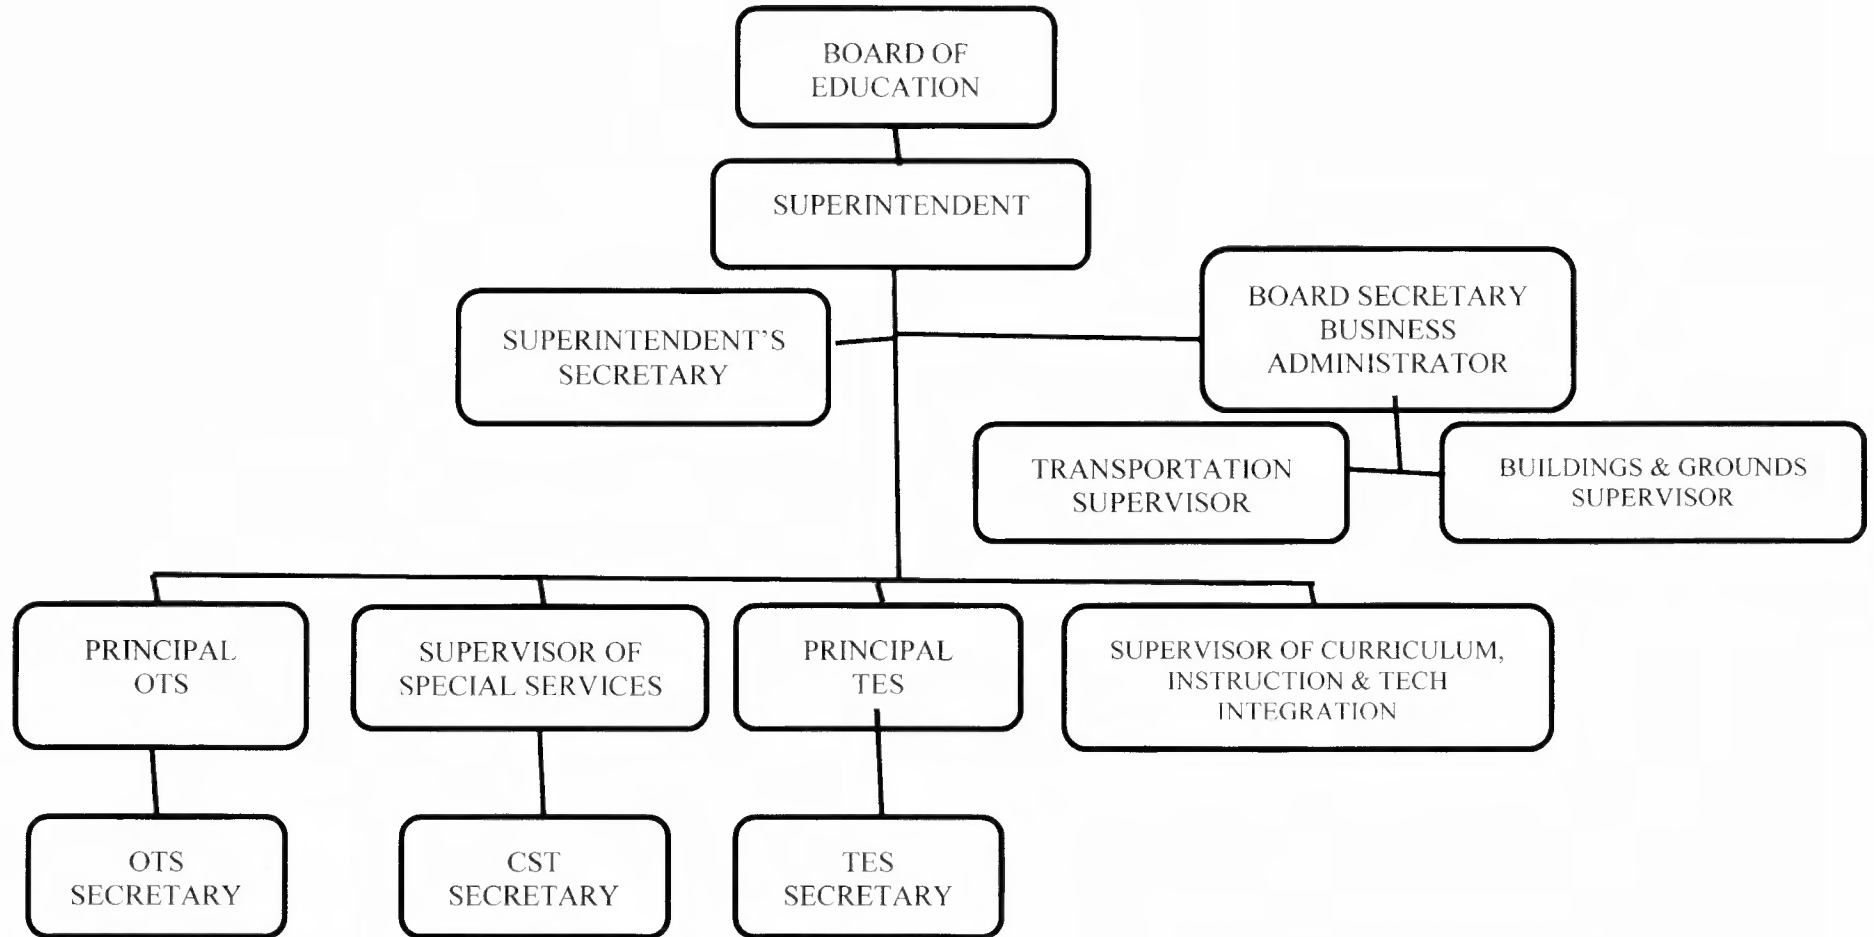 BOARD OF
EDUCATION
SUPERINTENDENT
SUPERINTENDENT'S
SECRETARY
BOARD SECRETARY
BUSINESS
ADMINISTRATOR
TRANSPORTATION
SUPERVISOR
BUILDINGS & GROUNDS
SUPERVISOR
PRINCIPAL
OTS
SUPERVISOR OF
SPECIAL SERVICES
PRINCIPAL
TES
SUPERVISOR OF CURRICULUM,
INSTRUCTION & TECH
INTEGRATION
OTS
SECRETARY
CST
SECRETARY
TES
SECRETARY